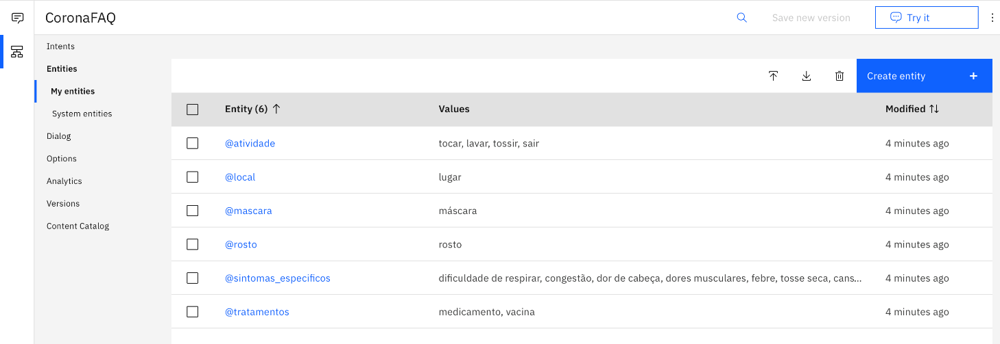 CoronaFAQ
Save new version
Try it
Intents
Entities
My entities
System entities
Dialog
Options
Analytics
Versions
Content Catalog
Create entity +
Entity (6) Values Modified
@atividade tocar, lavar, tossir, sair 4 minutes ago
@local lugar 4 minutes ago
@mascara máscara 4 minutes ago
@rosto rosto 4 minutes ago
@sintomas_especificos dificuldade de respirar, congestão, dor de cabeça, dores musculares, febre, tosse seca, cans... 4 minutes ago
@tratamentos medicamento, vacina 4 minutes ago